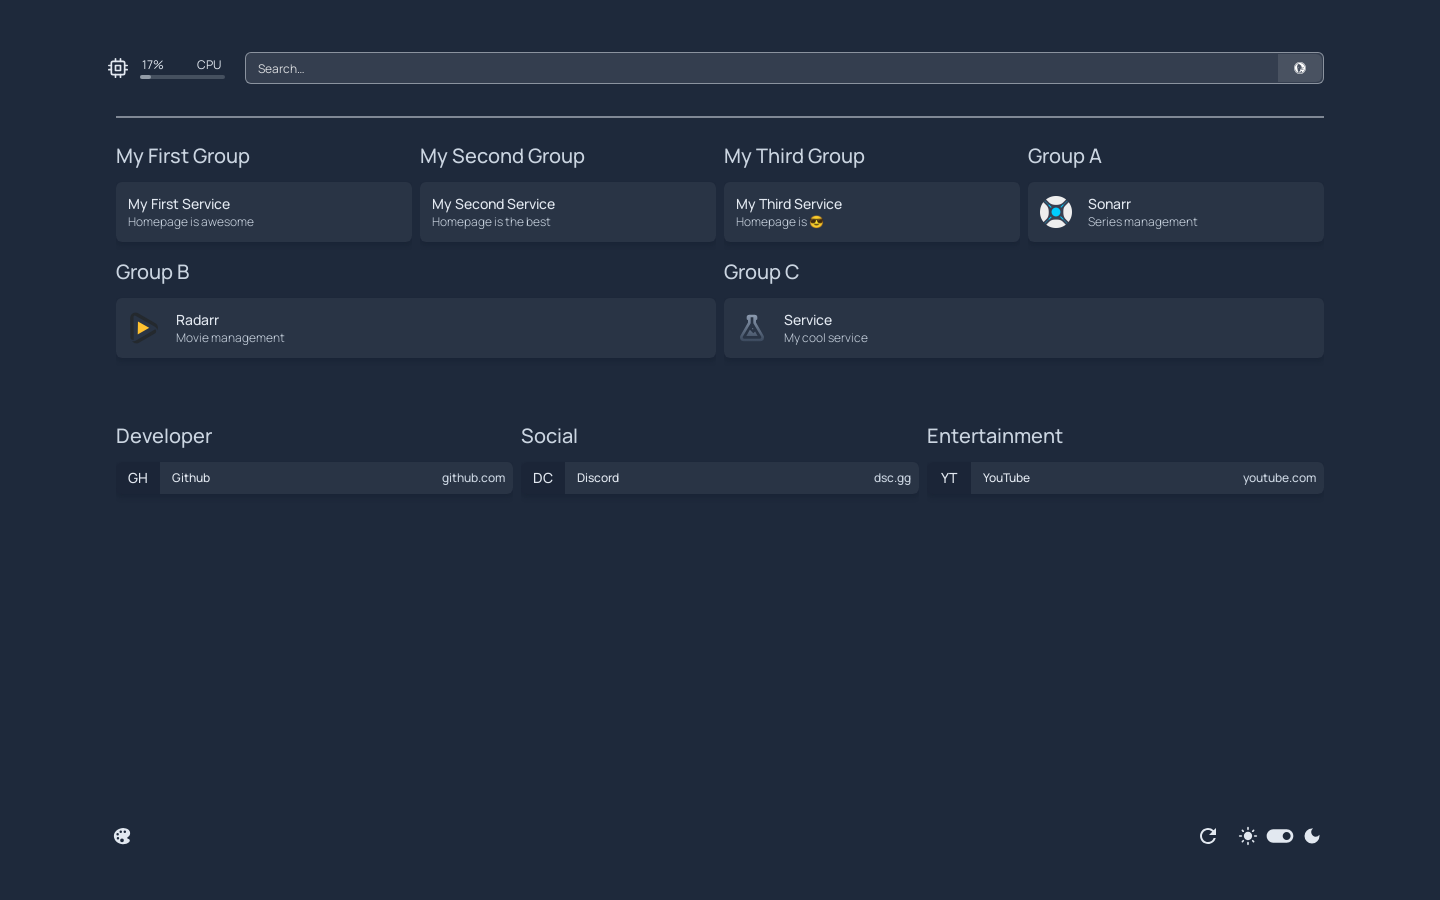 17% CPU
Search...
My First Group
My Second Group
My Third Group
Group A
My First Service
Homepage is awesome
My Second Service
Homepage is the best
My Third Service
Homepage is 😎
Sonarr
Series management
Group B
Group C
Radarr
Movie management
Service
My cool service
Developer
Social
Entertainment
GH Github github.com
DC Discord dsc.gg
YT YouTube youtube.com